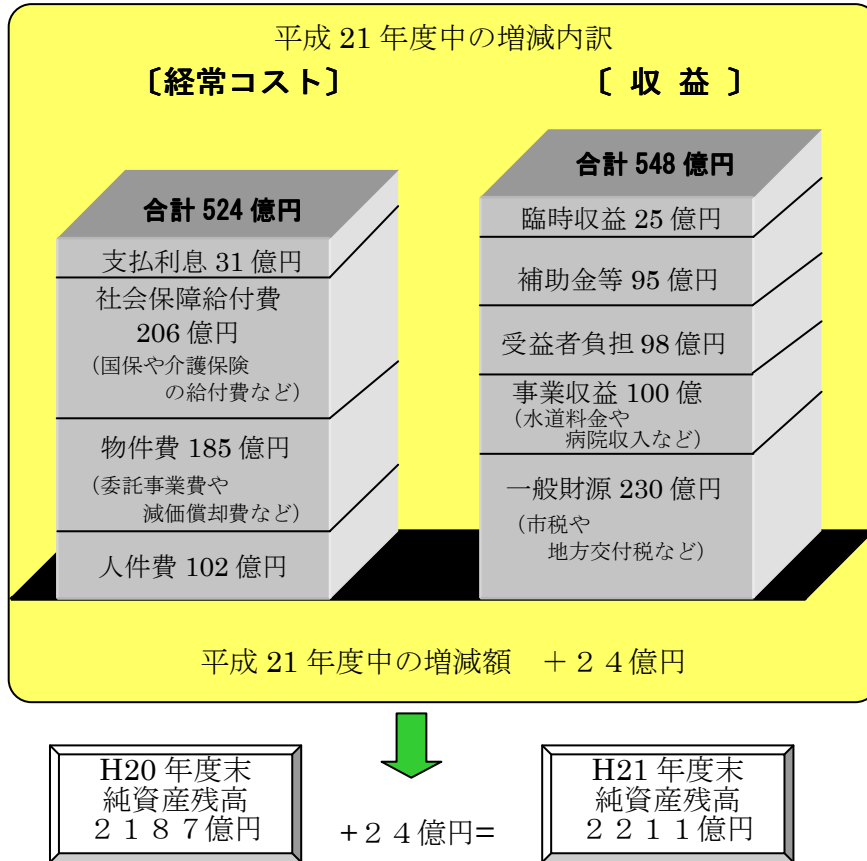 平成 21 年度中の増減内訳
〔経常コスト〕
〔 収 益 〕
合計 524 億円
支払利息 31 億円
社会保障給付費
206 億円
(国保や介護保険
の給付費など)
物件費 185 億円
(委託事業費や
減価償却費など)
人件費 102 億円
合計 548 億円
臨時収益 25 億円
補助金等 95 億円
受益者負担 98 億円
事業収益 100 億
(水道料金や
病院収入など)
一般財源 230 億円
(市税や
地方交付税など)
平成 21 年度中の増減額　＋２４億円
H20 年度末
純資産残高
２１８７億円
+２４億円=
H21 年度末
純資産残高
２２１１億円